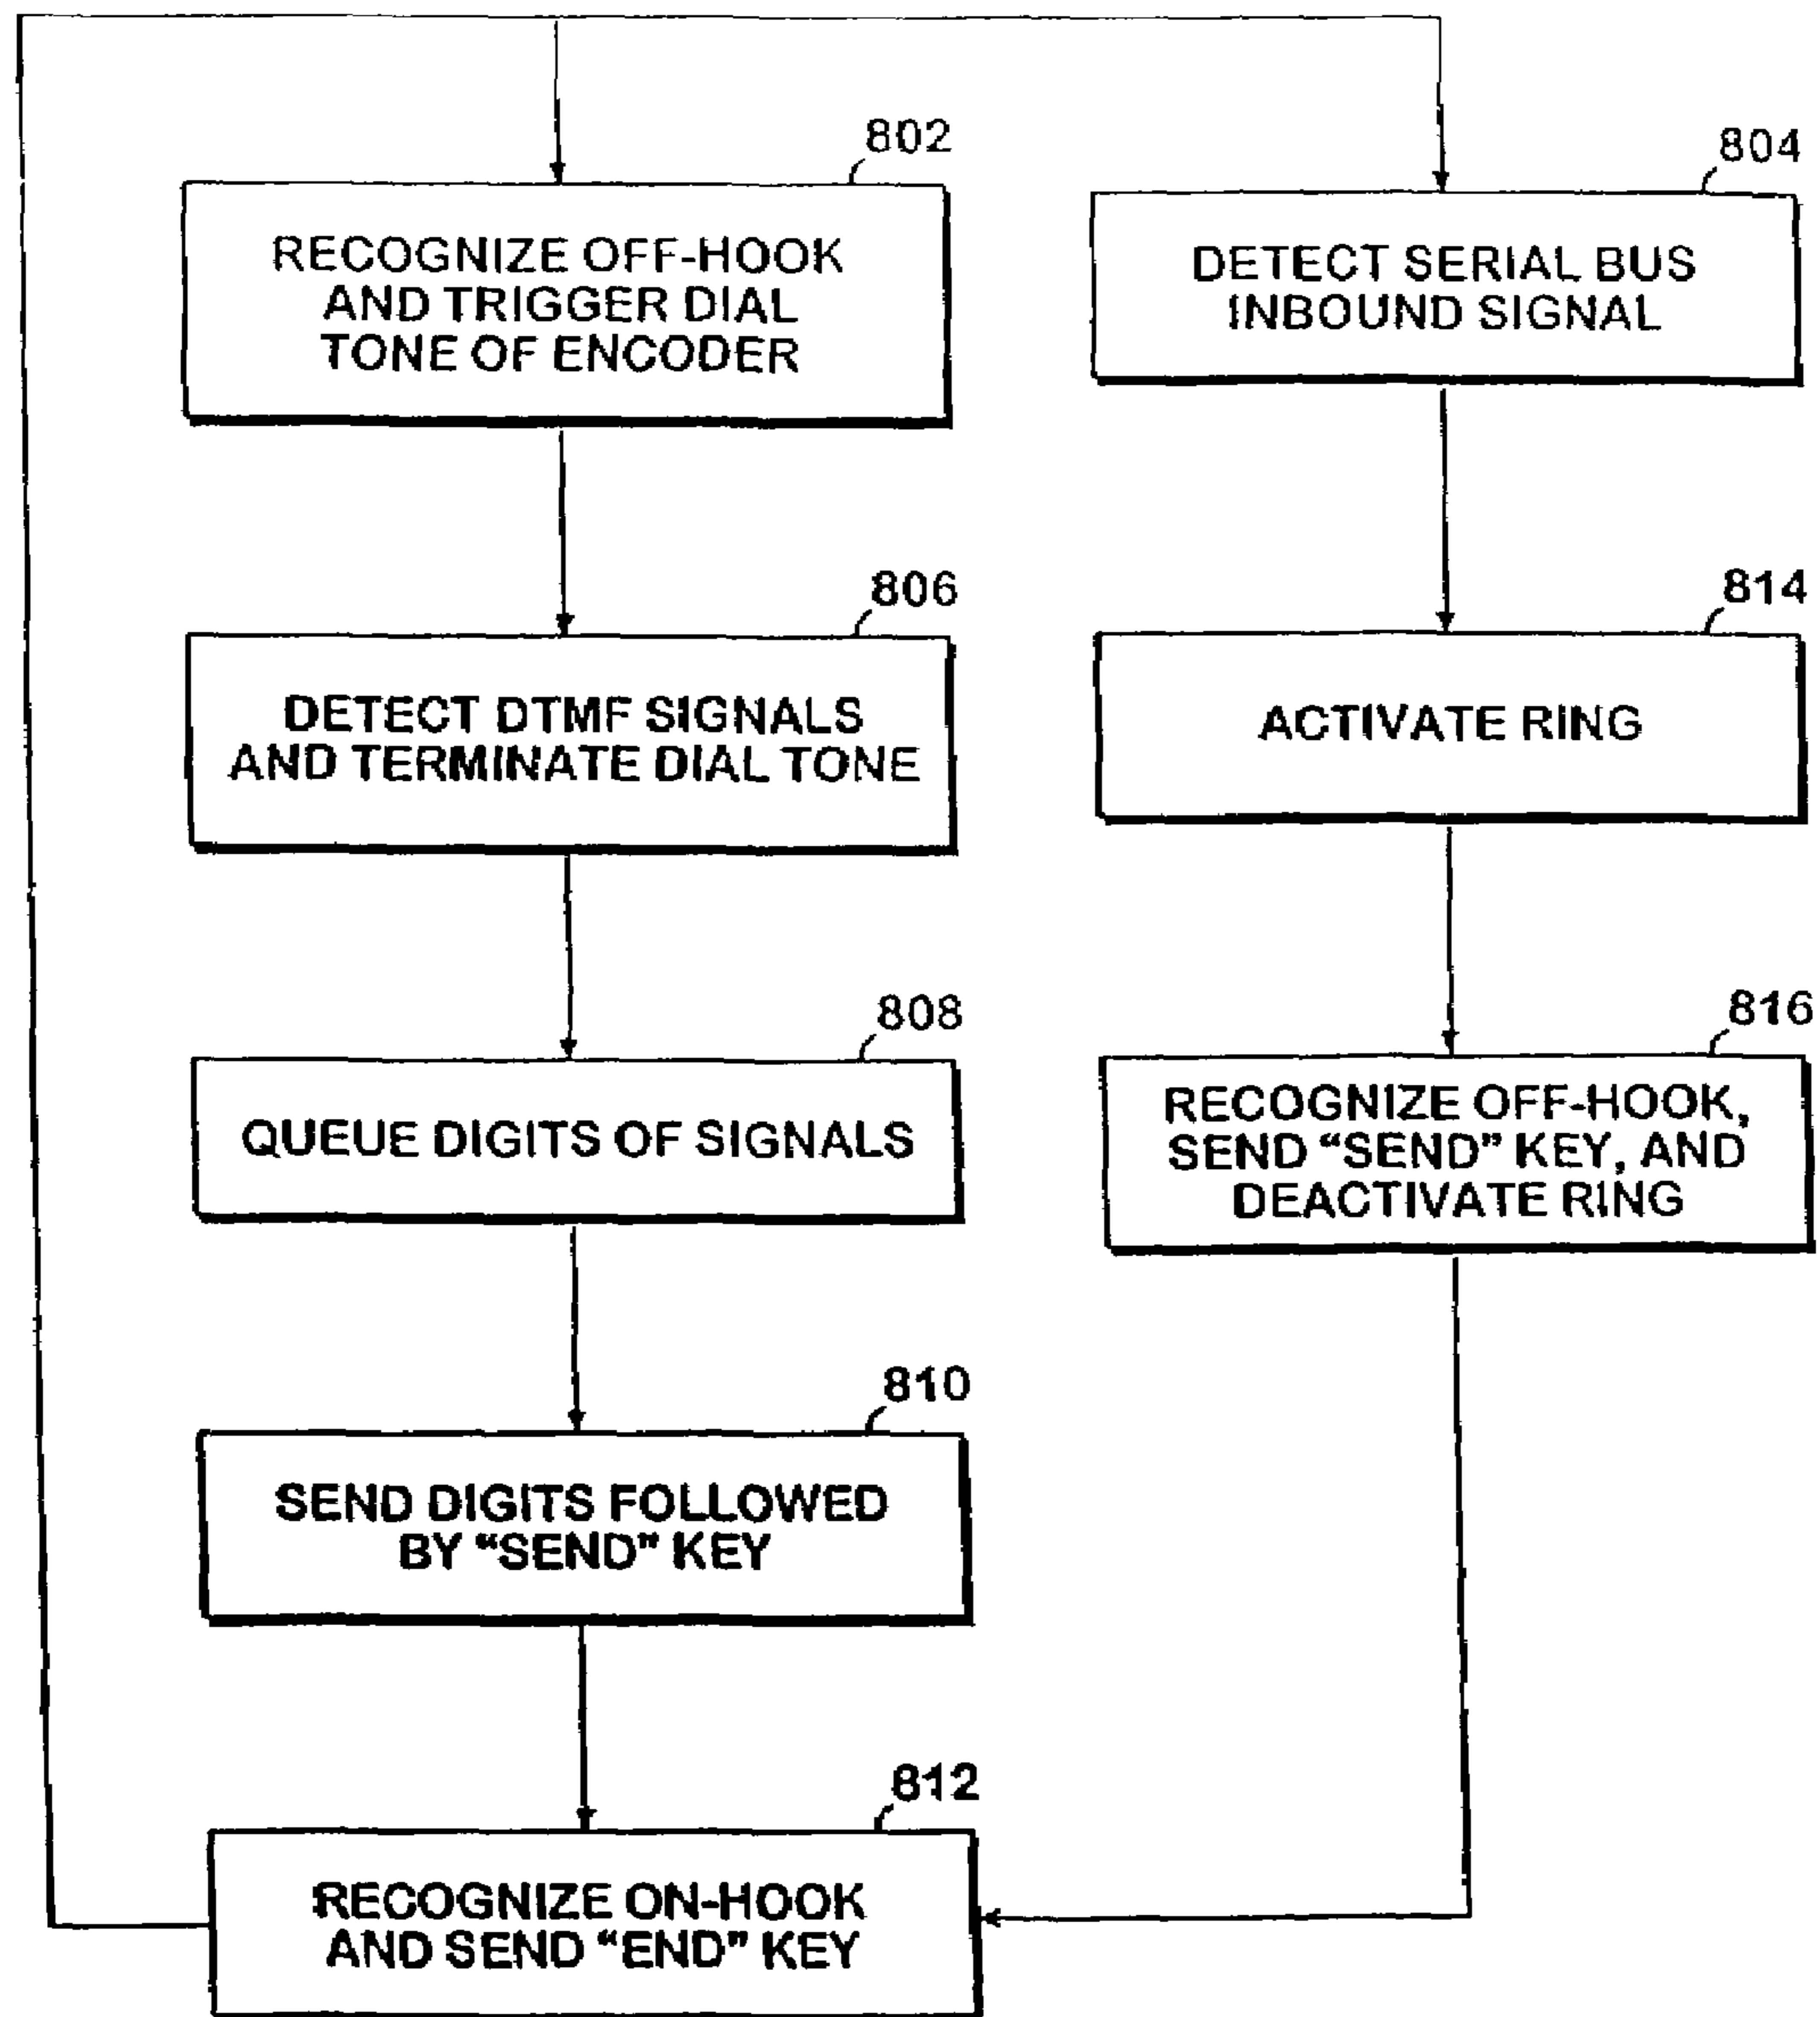 802
RECOGNIZE OFF-HOOK
AND TRIGGER DIAL
TONE OF ENCODER
804
DETECT SERIAL BUS
INBOUND SIGNAL
806
DETECT DTMF SIGNALS
AND TERMINATE DIAL TONE
814
ACTIVATE RING
808
QUEUE DIGITS OF SIGNALS
816
RECOGNIZE OFF-HOOK,
SEND “SEND” KEY, AND
DEACTIVATE RING
810
SEND DIGITS FOLLOWED
BY “SEND” KEY
812
RECOGNIZE ON-HOOK
AND SEND “END” KEY